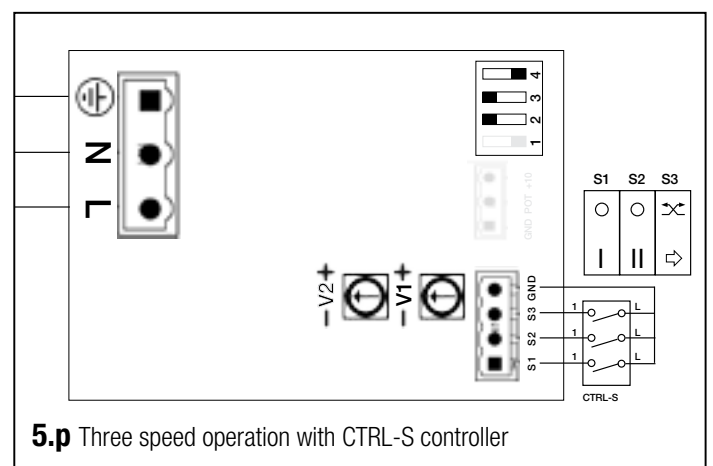 N
L
4
3
2
1
GND POT +10
– V2 +
– V1 +
GND
S3
S2
S1
1 L
1 L
1 L
CTRL-S
S1 S2 S3
I II
5.p Three speed operation with CTRL-S controller